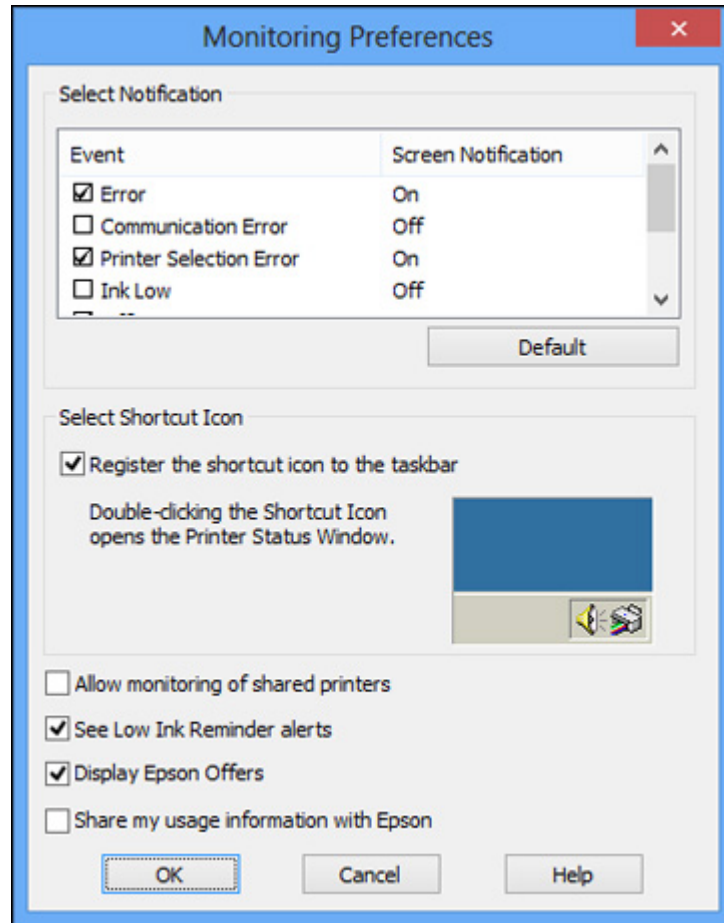 Monitoring Preferences
Select Notification
Event Screen Notification
Error On
Communication Error Off
Printer Selection Error On
Ink Low Off
Default
Select Shortcut Icon
Register the shortcut icon to the taskbar
Double-clicking the Shortcut Icon
opens the Printer Status Window.
Allow monitoring of shared printers
See Low Ink Reminder alerts
Display Epson Offers
Share my usage information with Epson
OK Cancel Help